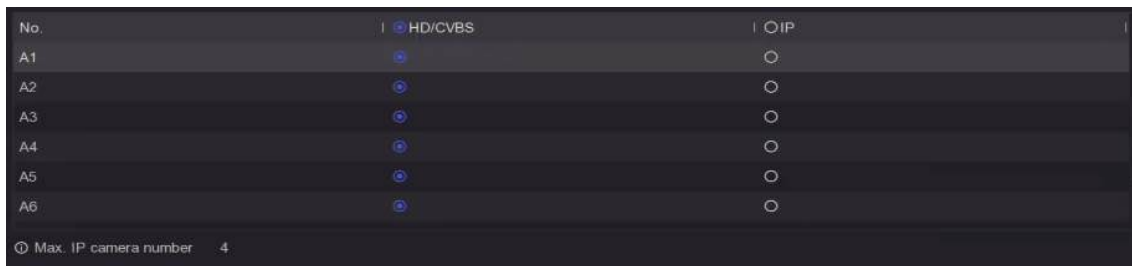 No. HD/CVBS IP
A1
A2
A3
A4
A5
A6
Max. IP camera number 4